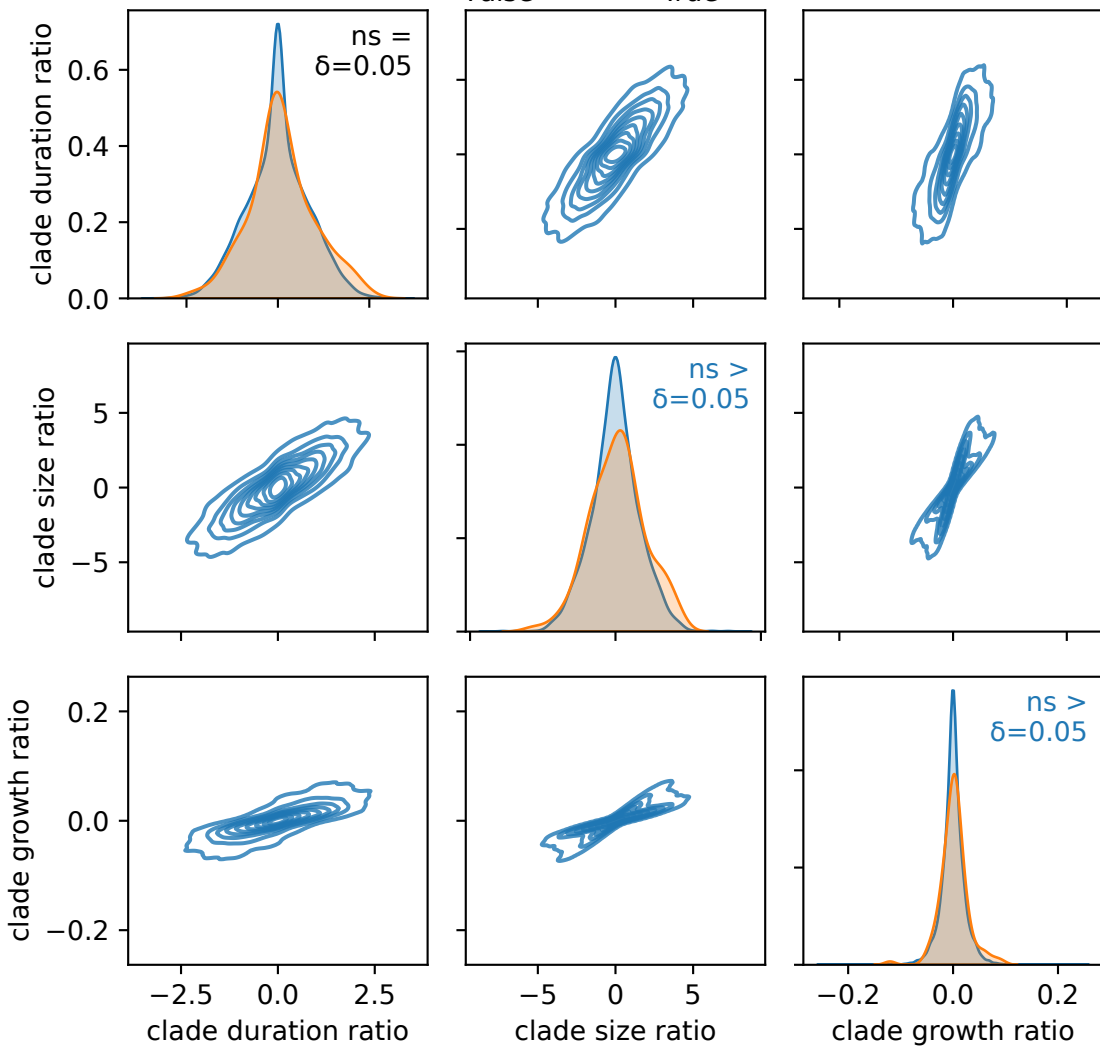 clade duration ratio
0.6
0.4
0.2
0.0
ns =
δ=0.05
clade size ratio
5
0
−5
ns >
δ=0.05
clade growth ratio
0.2
0.0
−0.2
ns >
δ=0.05
−2.5 0.0 2.5
−5 0 5
−0.2 0.0 0.2
clade duration ratio
clade size ratio
clade growth ratio